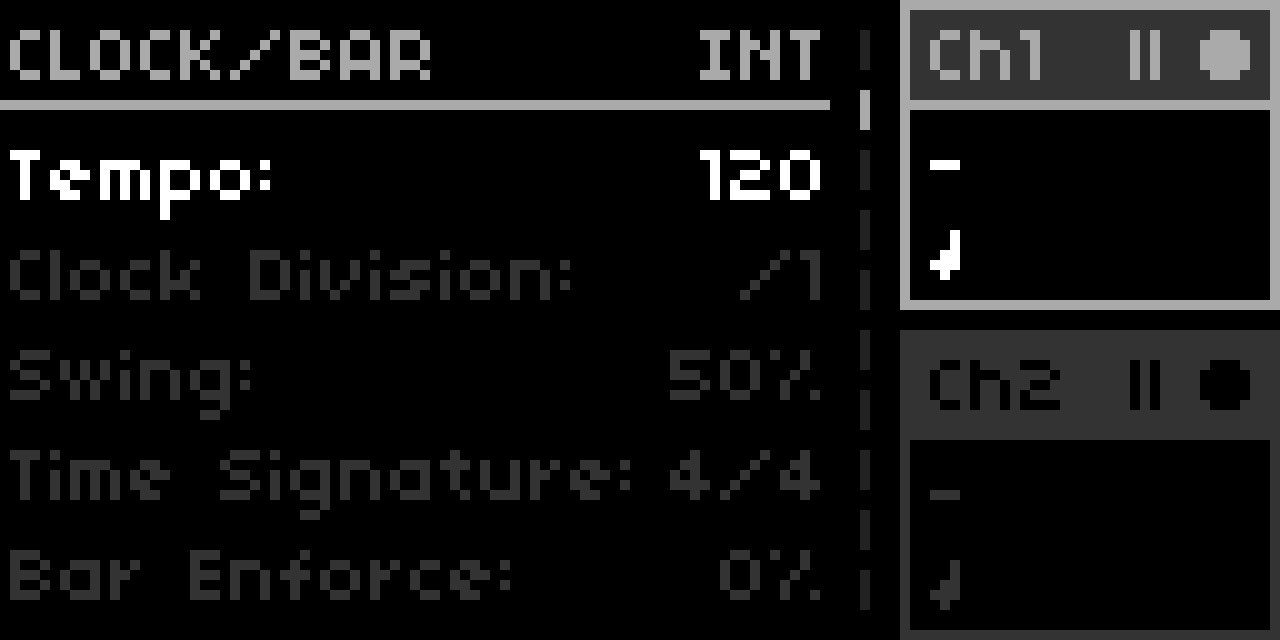 CLOCK/BAR INT
Tempo: 120
Clock Division: /1
Swing: 50%
Time Signature: 4/4
Bar Enforce: 0%
Ch1
-
Ch2
-